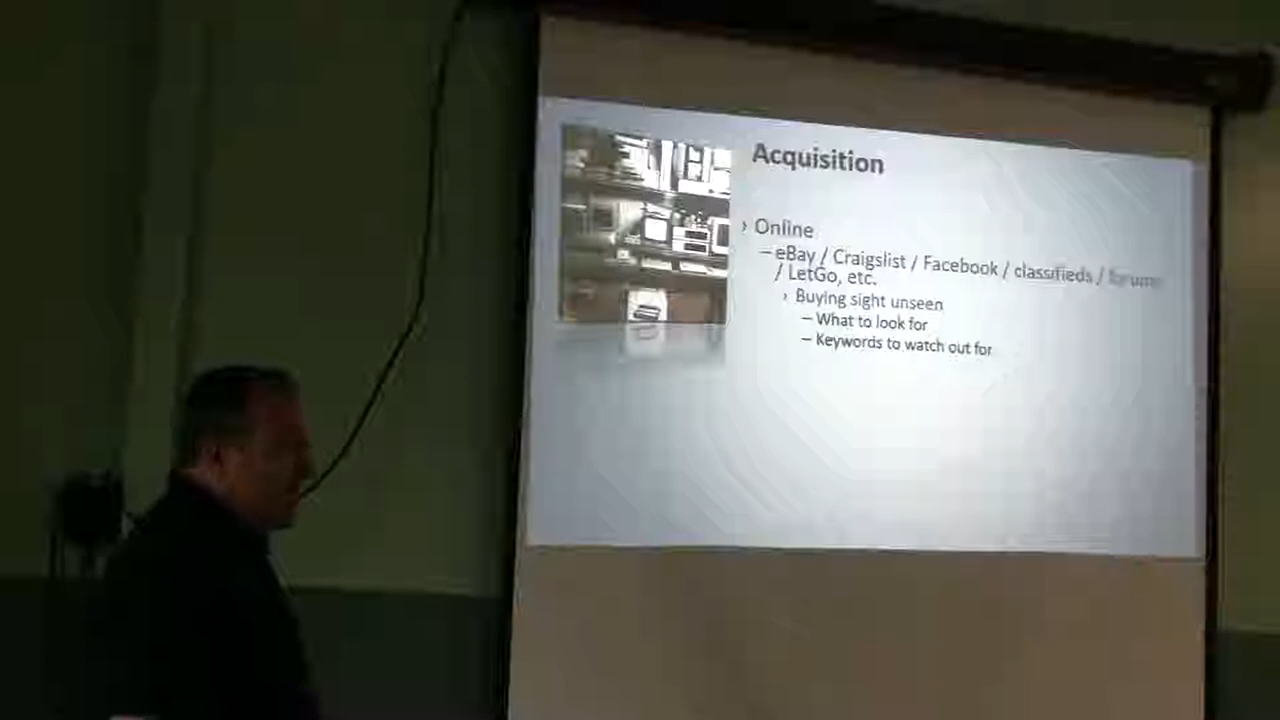 Acquisition
› Online
– eBay / Craigslist / Facebook / classifieds / forums
/ LetGo, etc.
› Buying sight unseen
– What to look for
– Keywords to watch out for